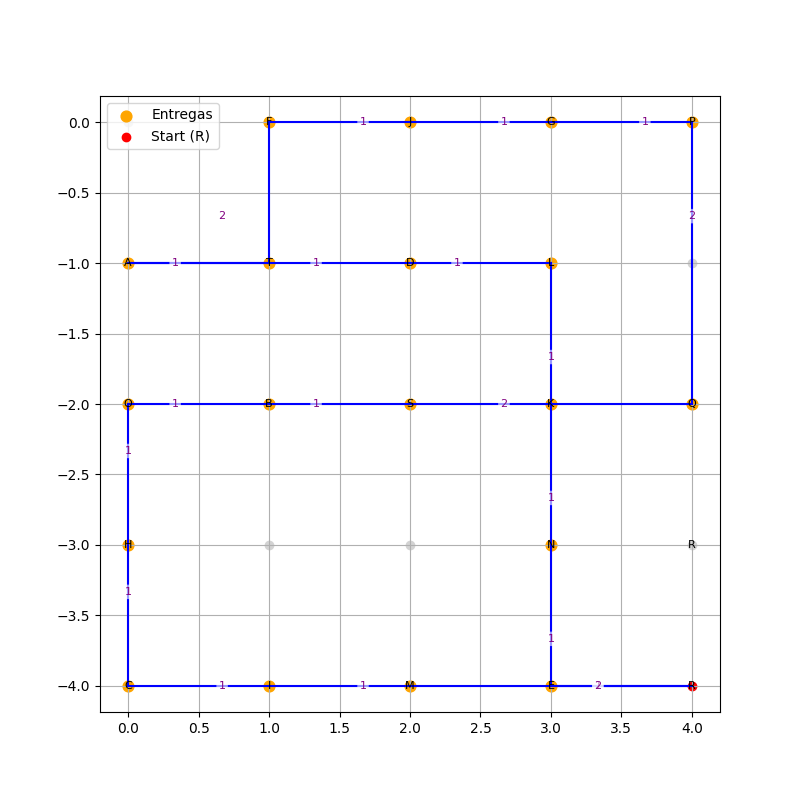 Entregas
Start (R)
0.0 F 1 J 1 G 1 P
−0.5
2 2
−1.0 A 1 T 1 D 1 L
−1.5
1
−2.0 O 1 B 1 S 2 K Q
1
−2.5
1
−3.0 H N R
1
−3.5
1
−4.0 C 1 I 1 M E 2 R
0.0 0.5 1.0 1.5 2.0 2.5 3.0 3.5 4.0